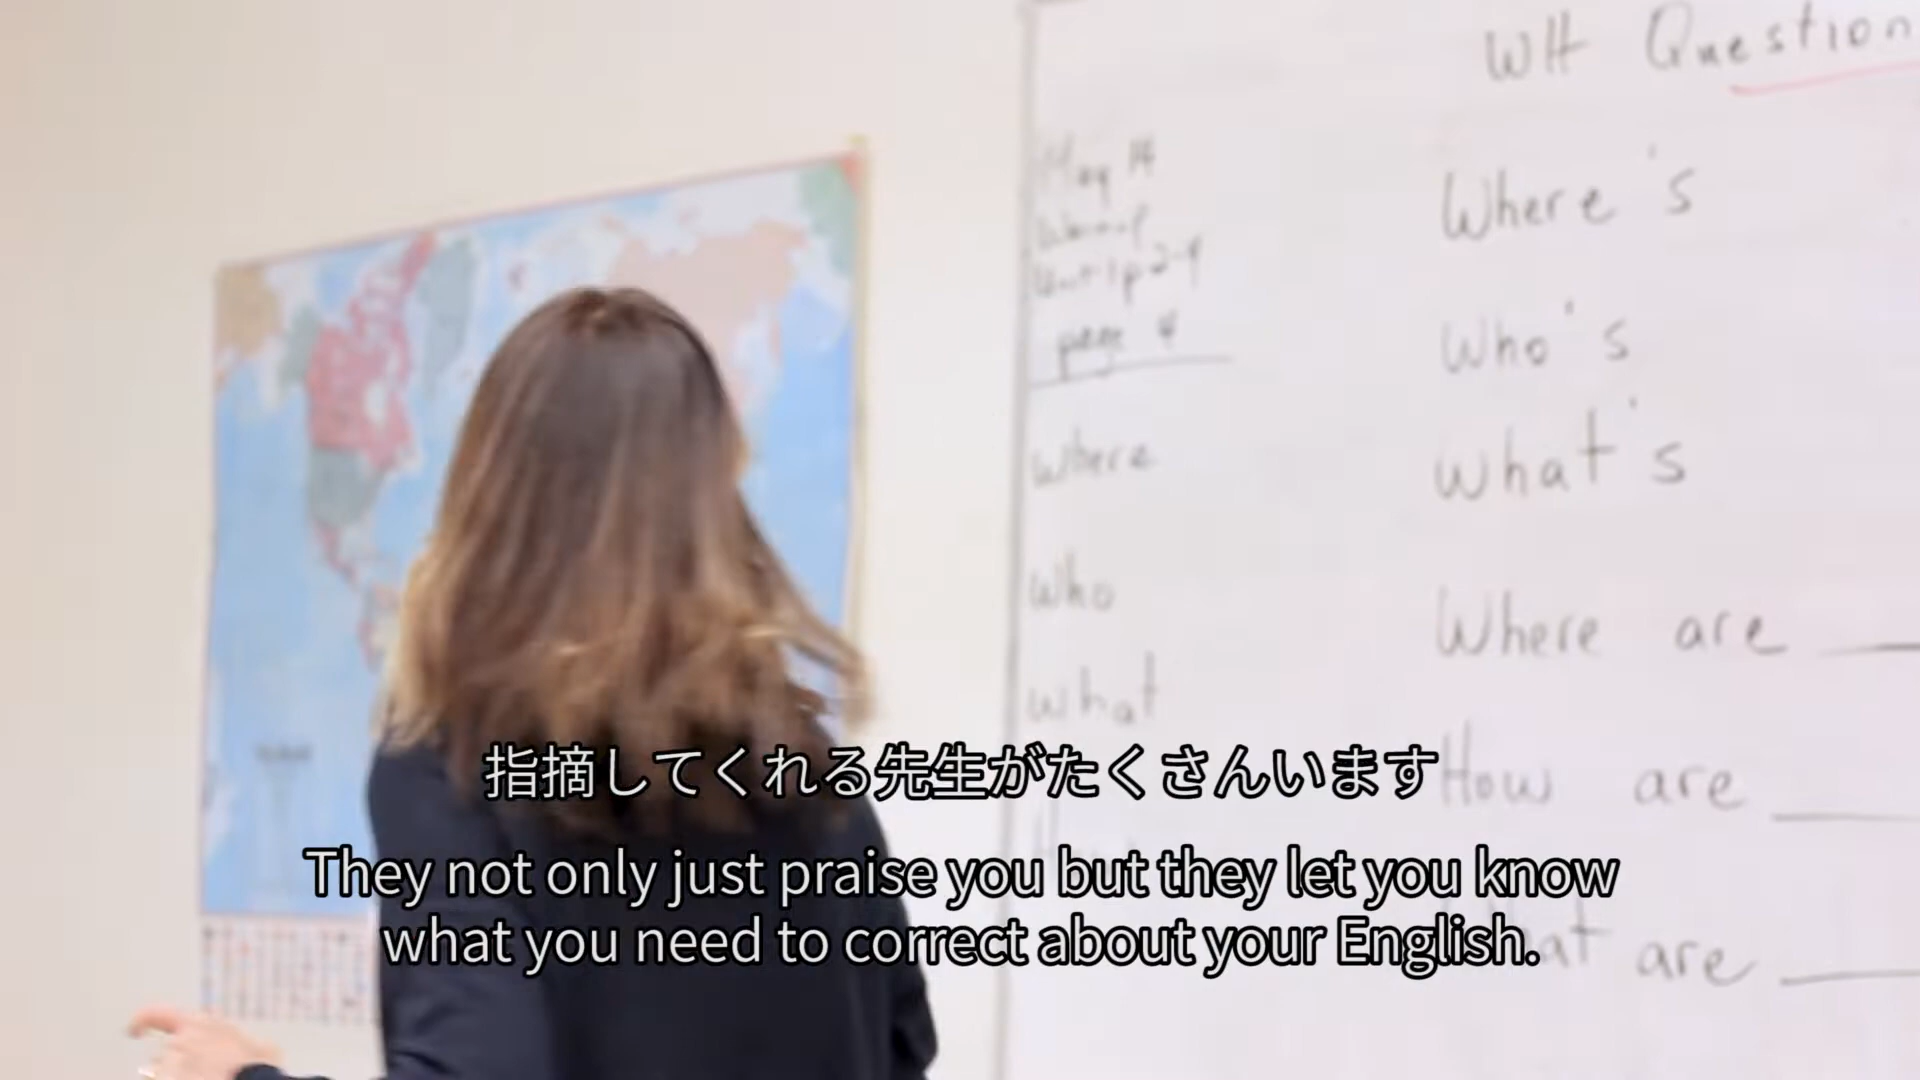 WH Question
May 14
page 4
Where's
Who's
What's
where
who
what
Where are
How are
are
指摘してくれる先生がたくさんいます
They not only just praise you but they let you know
what you need to correct about your English.